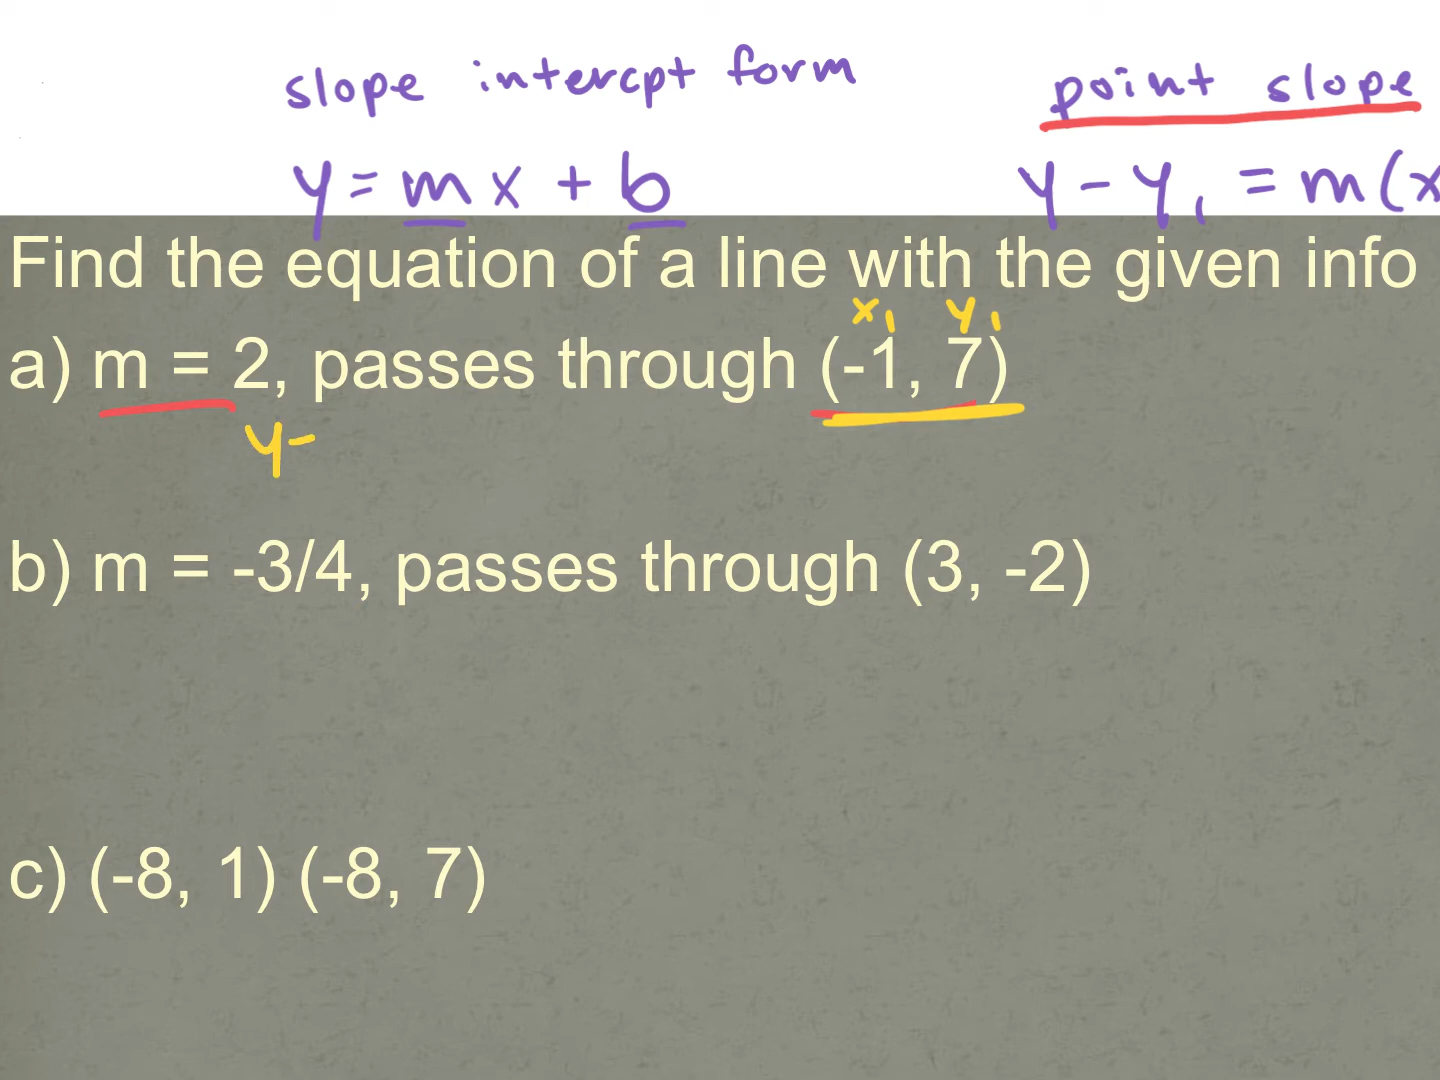 slope intercpt form
point slope
y = mx + b
y - y₁ = m(x
Find the equation of a line with the given info
x₁ y₁
a) m = 2, passes through (-1, 7)
y-
b) m = -3/4, passes through (3, -2)
c) (-8, 1) (-8, 7)